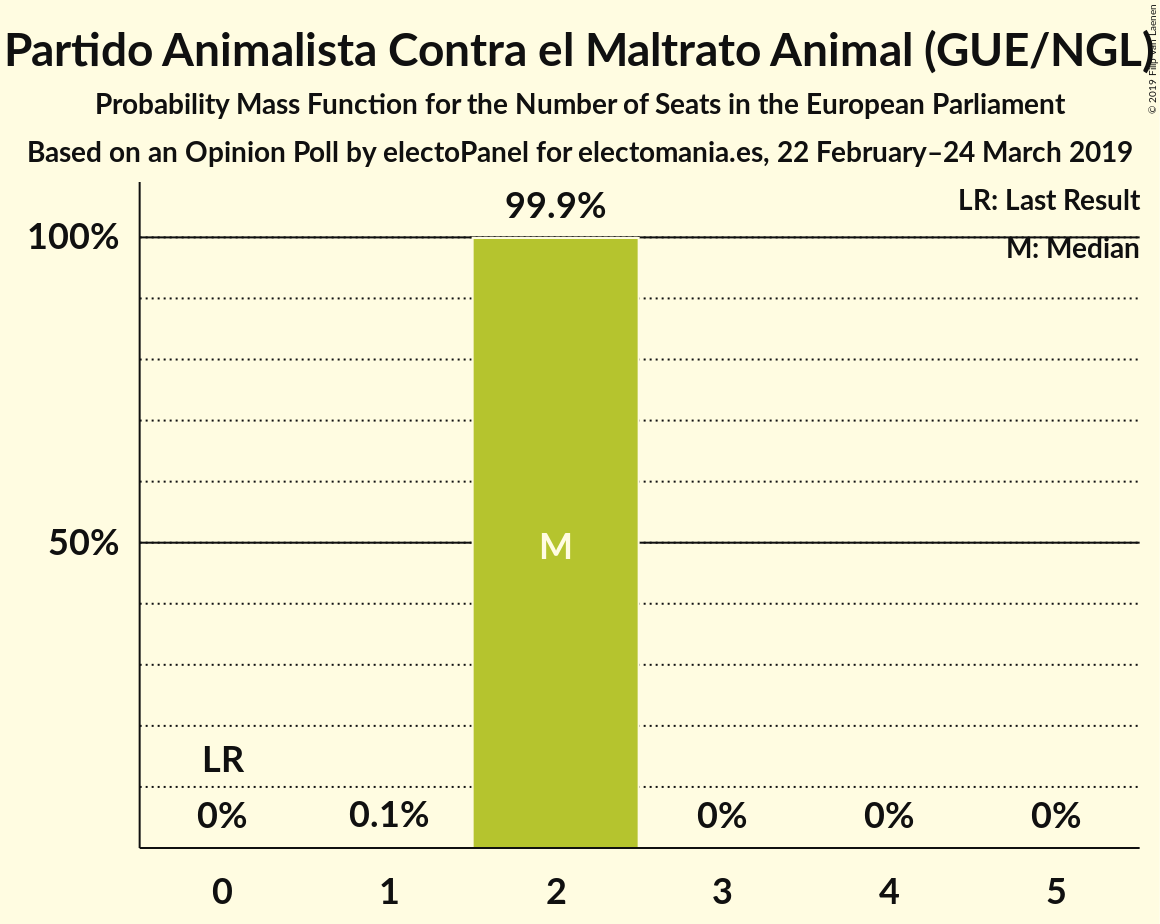 Partido Animalista Contra el Maltrato Animal (GUE/NGL)
Probability Mass Function for the Number of Seats in the European Parliament
Based on an Opinion Poll by electoPanel for electomania.es, 22 February–24 March 2019
© 2019 Filip van Laenen
LR: Last Result
M: Median
99.9%
100%
50%
M
LR
0%
0.1%
0%
0%
0%
0
1
2
3
4
5